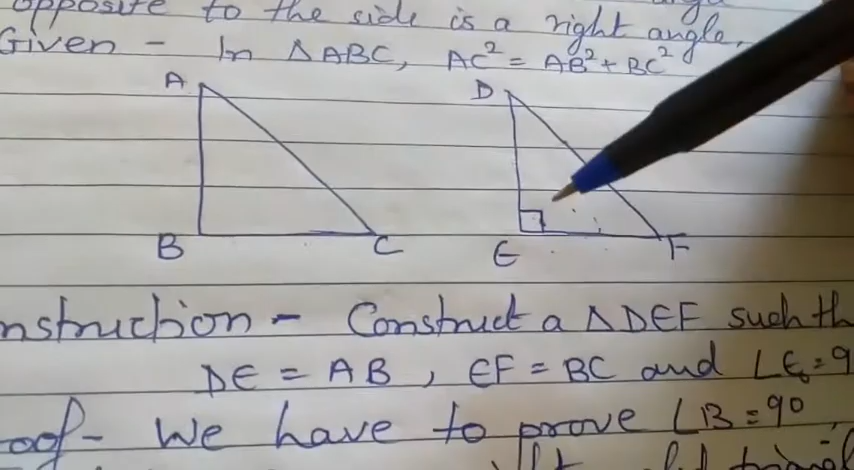 opposite to the side is a right angle.
Given - In △ABC, AC² = AB² + BC²
A D
B C E F
nstruction - Construct a △DEF such th
DE = AB, EF = BC and ∠E = 9
oof - We have to prove ∠B = 90